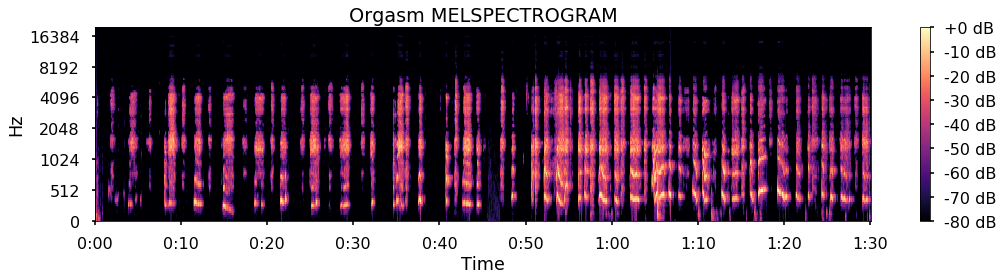 Orgasm MELSPECTROGRAM
Hz
16384
8192
4096
2048
1024
512
0
0:00 0:10 0:20 0:30 0:40 0:50 1:00 1:10 1:20 1:30
Time
+0 dB
-10 dB
-20 dB
-30 dB
-40 dB
-50 dB
-60 dB
-70 dB
-80 dB